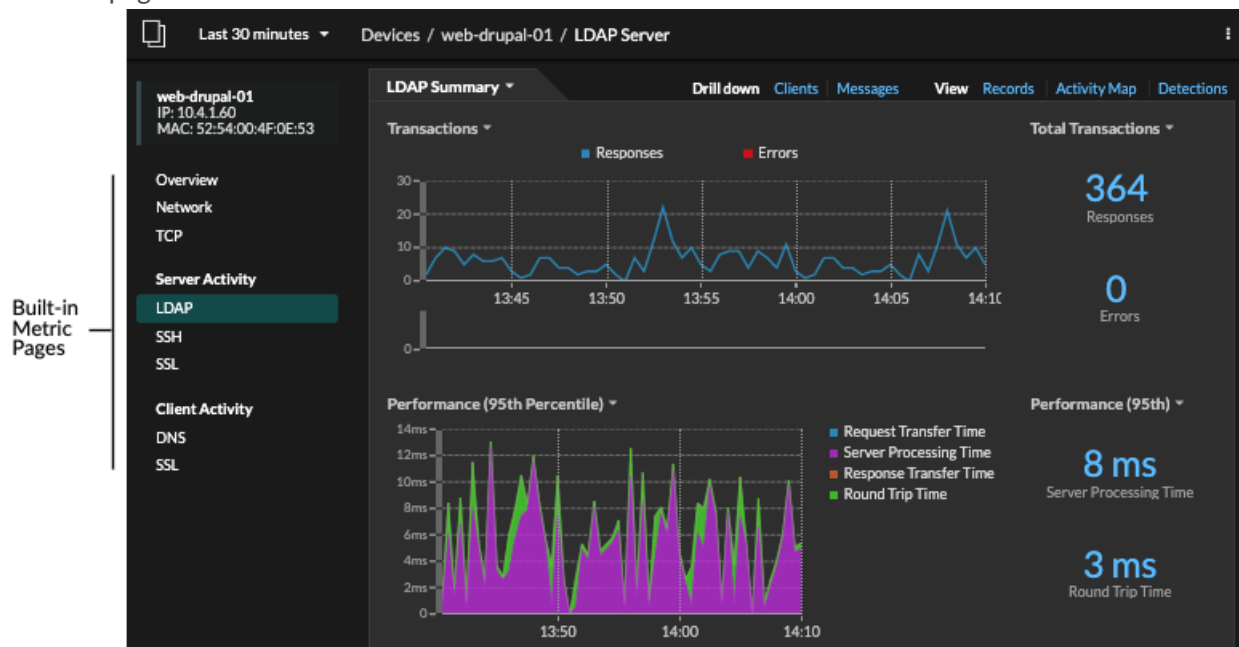 Last 30 minutes
Devices / web-drupal-01 / LDAP Server
web-drupal-01
IP: 10.4.1.60
MAC: 52:54:00:4F:0E:53
Built-in
Metric
Pages
Overview
Network
TCP
Server Activity
LDAP
SSH
SSL
Client Activity
DNS
SSL
LDAP Summary
Drill down Clients Messages View Records Activity Map Detections
Transactions
Responses Errors
30
20
10
0
13:45 13:50 13:55 14:00 14:05 14:10
0
Total Transactions
364
Responses
0
Errors
Performance (95th Percentile)
14ms
12ms
10ms
8ms
6ms
4ms
2ms
0
13:50 14:00 14:10
Request Transfer Time
Server Processing Time
Response Transfer Time
Round Trip Time
Performance (95th)
8 ms
Server Processing Time
3 ms
Round Trip Time